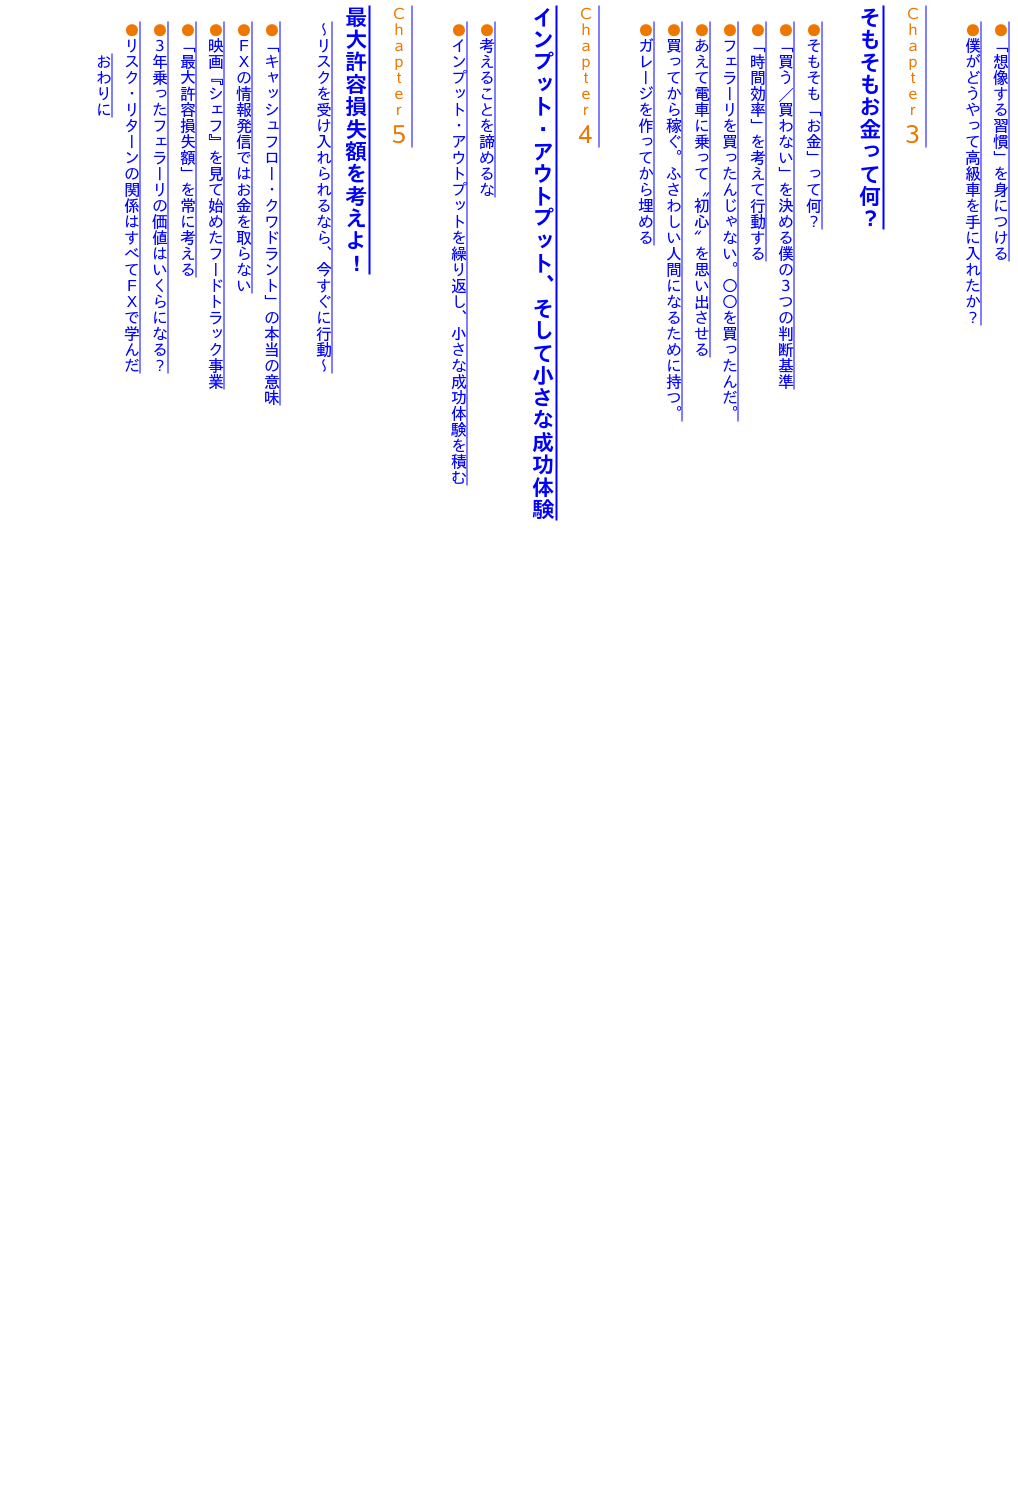 ●「想像する習慣」を身につける
●僕がどうやって高級車を手に入れたか？
Chapter 3
そもそもお金って何？
●そもそも「お金」って何？
●「買う／買わない」を決める僕の３つの判断基準
●「時間効率」を考えて行動する
●フェラーリを買ったんじゃない。〇〇を買ったんだ。
●あえて電車に乗って〝初心〟を思い出させる
●買ってから稼ぐ。ふさわしい人間になるために持つ。
●ガレージを作ってから埋める
Chapter 4
インプット・アウトプット、そして小さな成功体験
●考えることを諦めるな
●インプット・アウトプットを繰り返し、小さな成功体験を積む
Chapter 5
最大許容損失額を考えよ！
～リスクを受け入れられるなら、今すぐに行動～
●「キャッシュフロー・クワドラント」の本当の意味
●ＦＸの情報発信ではお金を取らない
●映画『シェフ』を見て始めたフードトラック事業
●「最大許容損失額」を常に考える
●３年乗ったフェラーリの価値はいくらになる？
●リスク・リターンの関係はすべてＦＸで学んだ
おわりに